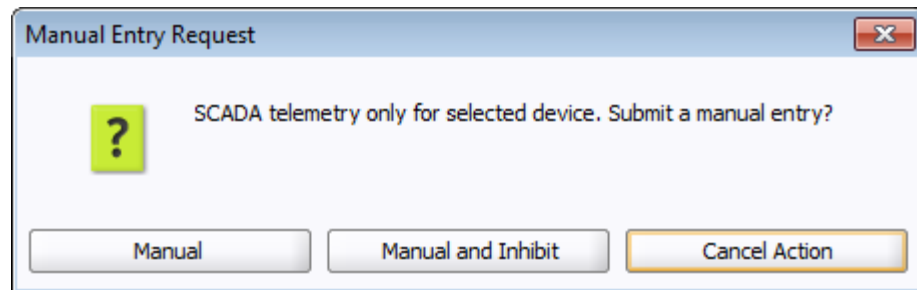 Manual Entry Request
SCADA telemetry only for selected device. Submit a manual entry?
?
Manual
Manual and Inhibit
Cancel Action